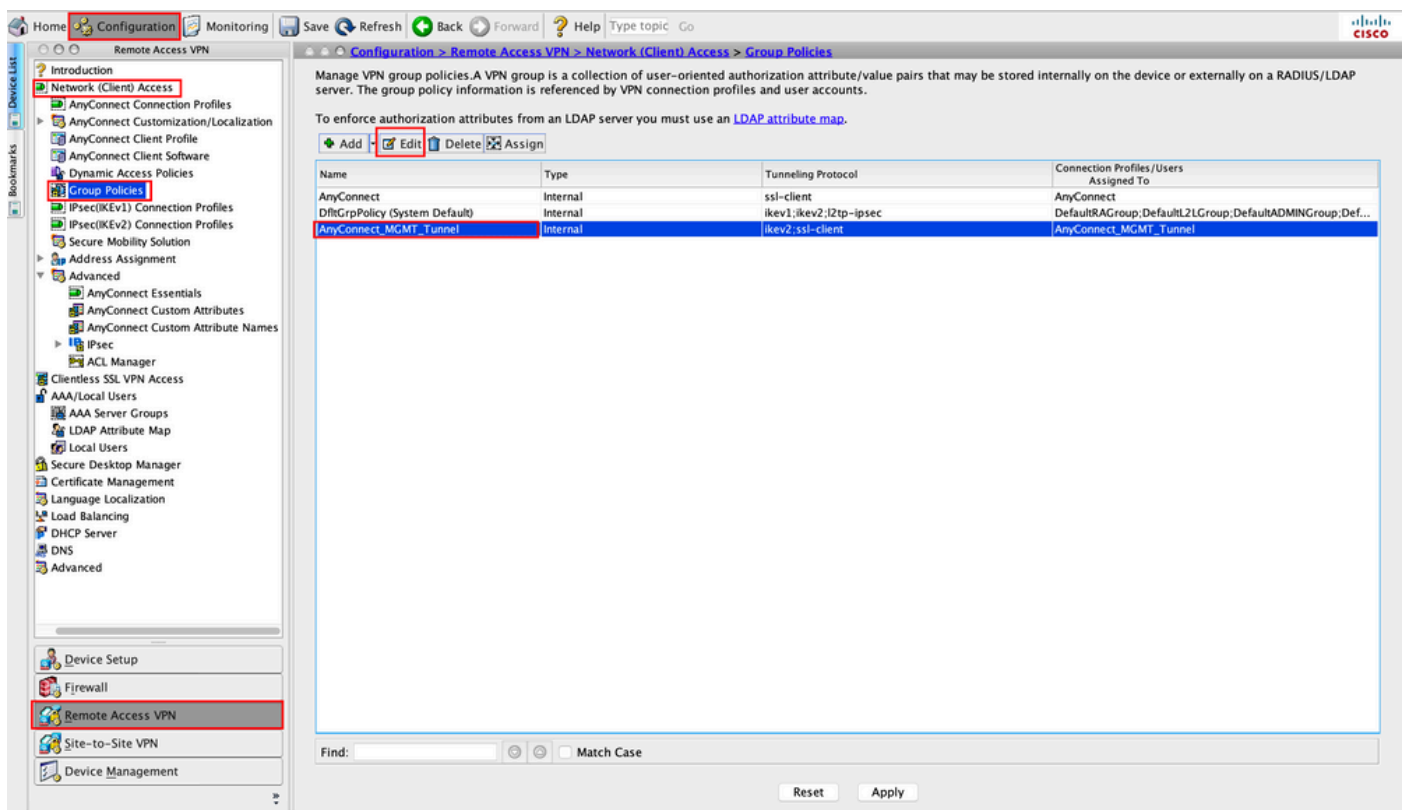 Home Configuration Monitoring Save Refresh Back Forward Help Type topic Go
CISCO
Device List
Bookmarks
Remote Access VPN
Introduction
Network (Client) Access
AnyConnect Connection Profiles
AnyConnect Customization/Localization
AnyConnect Client Profile
AnyConnect Client Software
Dynamic Access Policies
Group Policies
IPsec(IKEv1) Connection Profiles
IPsec(IKEv2) Connection Profiles
Secure Mobility Solution
Address Assignment
Advanced
AnyConnect Essentials
AnyConnect Custom Attributes
AnyConnect Custom Attribute Names
IPsec
ACL Manager
Clientless SSL VPN Access
AAA/Local Users
AAA Server Groups
LDAP Attribute Map
Local Users
Secure Desktop Manager
Certificate Management
Language Localization
Load Balancing
DHCP Server
DNS
Advanced
Device Setup
Firewall
Remote Access VPN
Site-to-Site VPN
Device Management
Configuration > Remote Access VPN > Network (Client) Access > Group Policies
Manage VPN group policies.A VPN group is a collection of user-oriented authorization attribute/value pairs that may be stored internally on the device or externally on a RADIUS/LDAP
server. The group policy information is referenced by VPN connection profiles and user accounts.
To enforce authorization attributes from an LDAP server you must use an LDAP attribute map.
Add Edit Delete Assign
Name Type Tunneling Protocol Connection Profiles/Users
Assigned To
AnyConnect Internal ssl-client AnyConnect
DfltGrpPolicy (System Default) Internal ikev1;ikev2;l2tp-ipsec DefaultRAGroup;DefaultL2LGroup;DefaultADMINGroup;Def...
AnyConnect_MGMT_Tunnel Internal ikev2;ssl-client AnyConnect_MGMT_Tunnel
Find: Match Case
Reset Apply